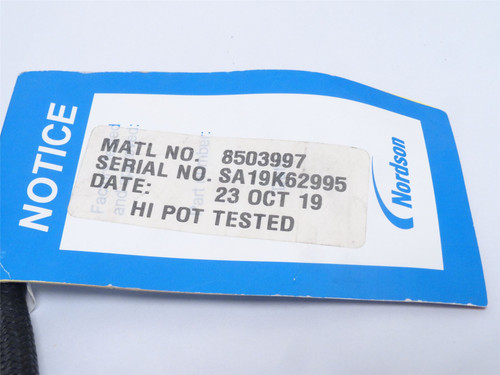 NOTICE
MATL NO. 8503997
SERIAL NO. SA19K62995
DATE: 23 OCT 19
HI POT TESTED
Nordson